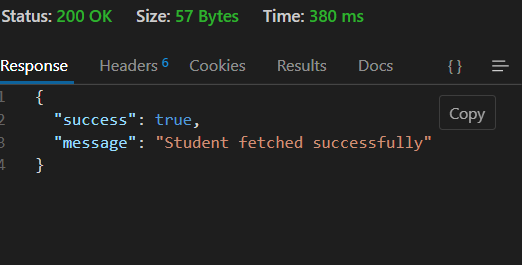 Status: 200 OK Size: 57 Bytes Time: 380 ms
Response Headers 6 Cookies Results Docs {}
1 {
2 "success": true,
3 "message": "Student fetched successfully"
4 }
Copy